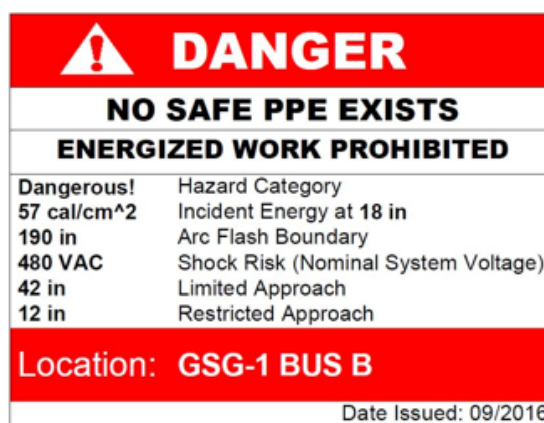 DANGER
NO SAFE PPE EXISTS
ENERGIZED WORK PROHIBITED
Dangerous! Hazard Category
57 cal/cm^2 Incident Energy at 18 in
190 in Arc Flash Boundary
480 VAC Shock Risk (Nominal System Voltage)
42 in Limited Approach
12 in Restricted Approach
Location: GSG-1 BUS B
Date Issued: 09/2016